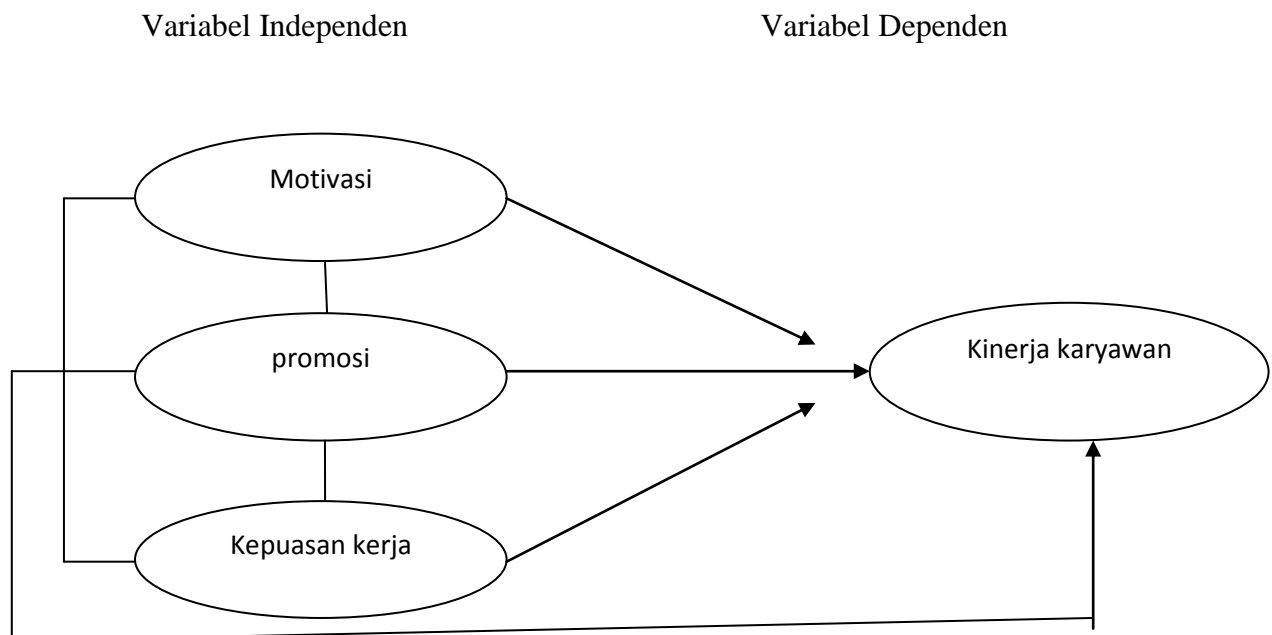 Variabel Independen
Variabel Dependen
Motivasi
promosi
Kinerja karyawan
Kepuasan kerja